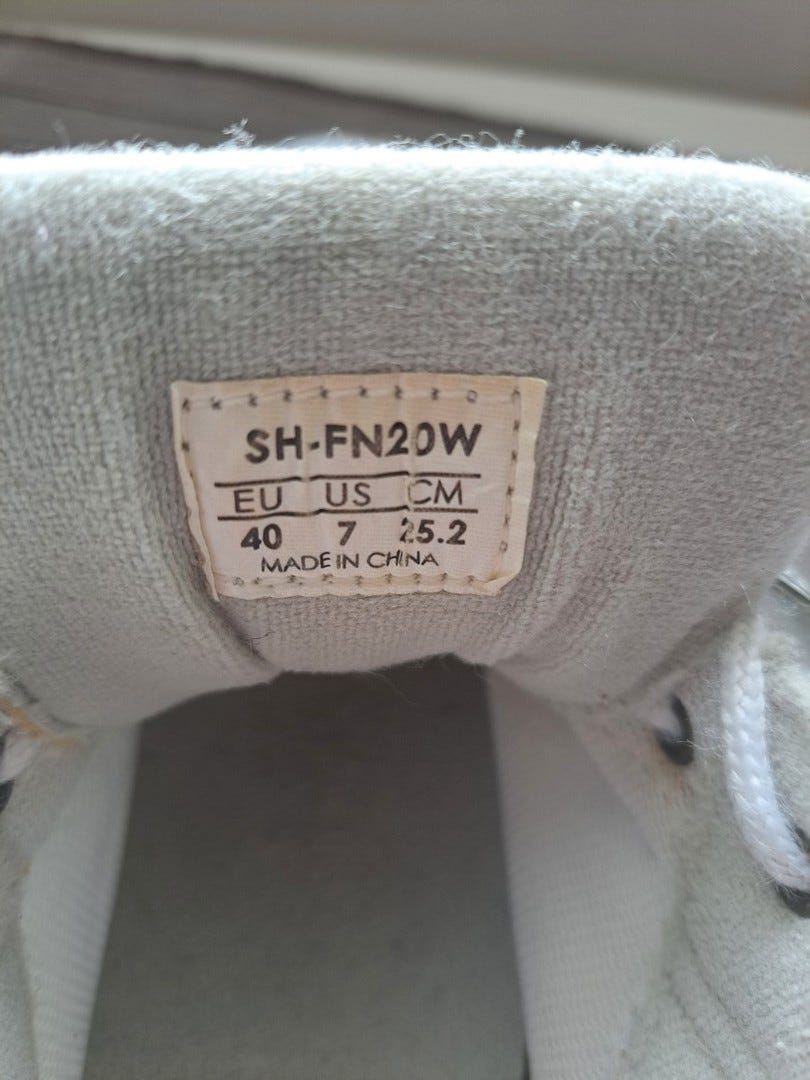 SH-FN20W
EU US CM
40 7 25.2
MADE IN CHINA